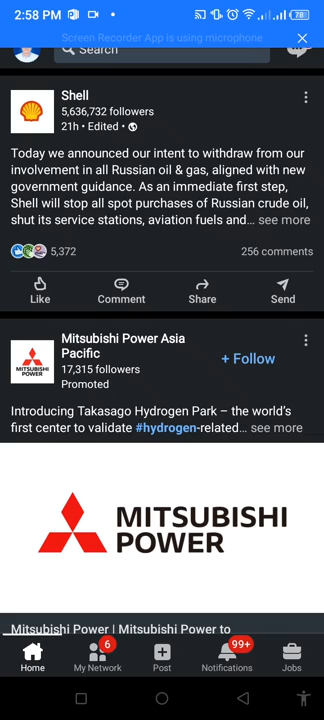 2:58 PM
78
Screen Recorder App is using microphone
Search
Shell
5,636,732 followers
21h • Edited •
Today we announced our intent to withdraw from our
involvement in all Russian oil & gas, aligned with new
government guidance. As an immediate first step,
Shell will stop all spot purchases of Russian crude oil,
shut its service stations, aviation fuels and... see more
5,372
256 comments
Like
Comment
Share
Send
Mitsubishi Power Asia
Pacific
17,315 followers
Promoted
+ Follow
MITSUBISHI
POWER
Introducing Takasago Hydrogen Park – the world's
first center to validate #hydrogen-related... see more
MITSUBISHI
POWER
Mitsubishi Power | Mitsubishi Power to
6
99+
Home
My Network
Post
Notifications
Jobs